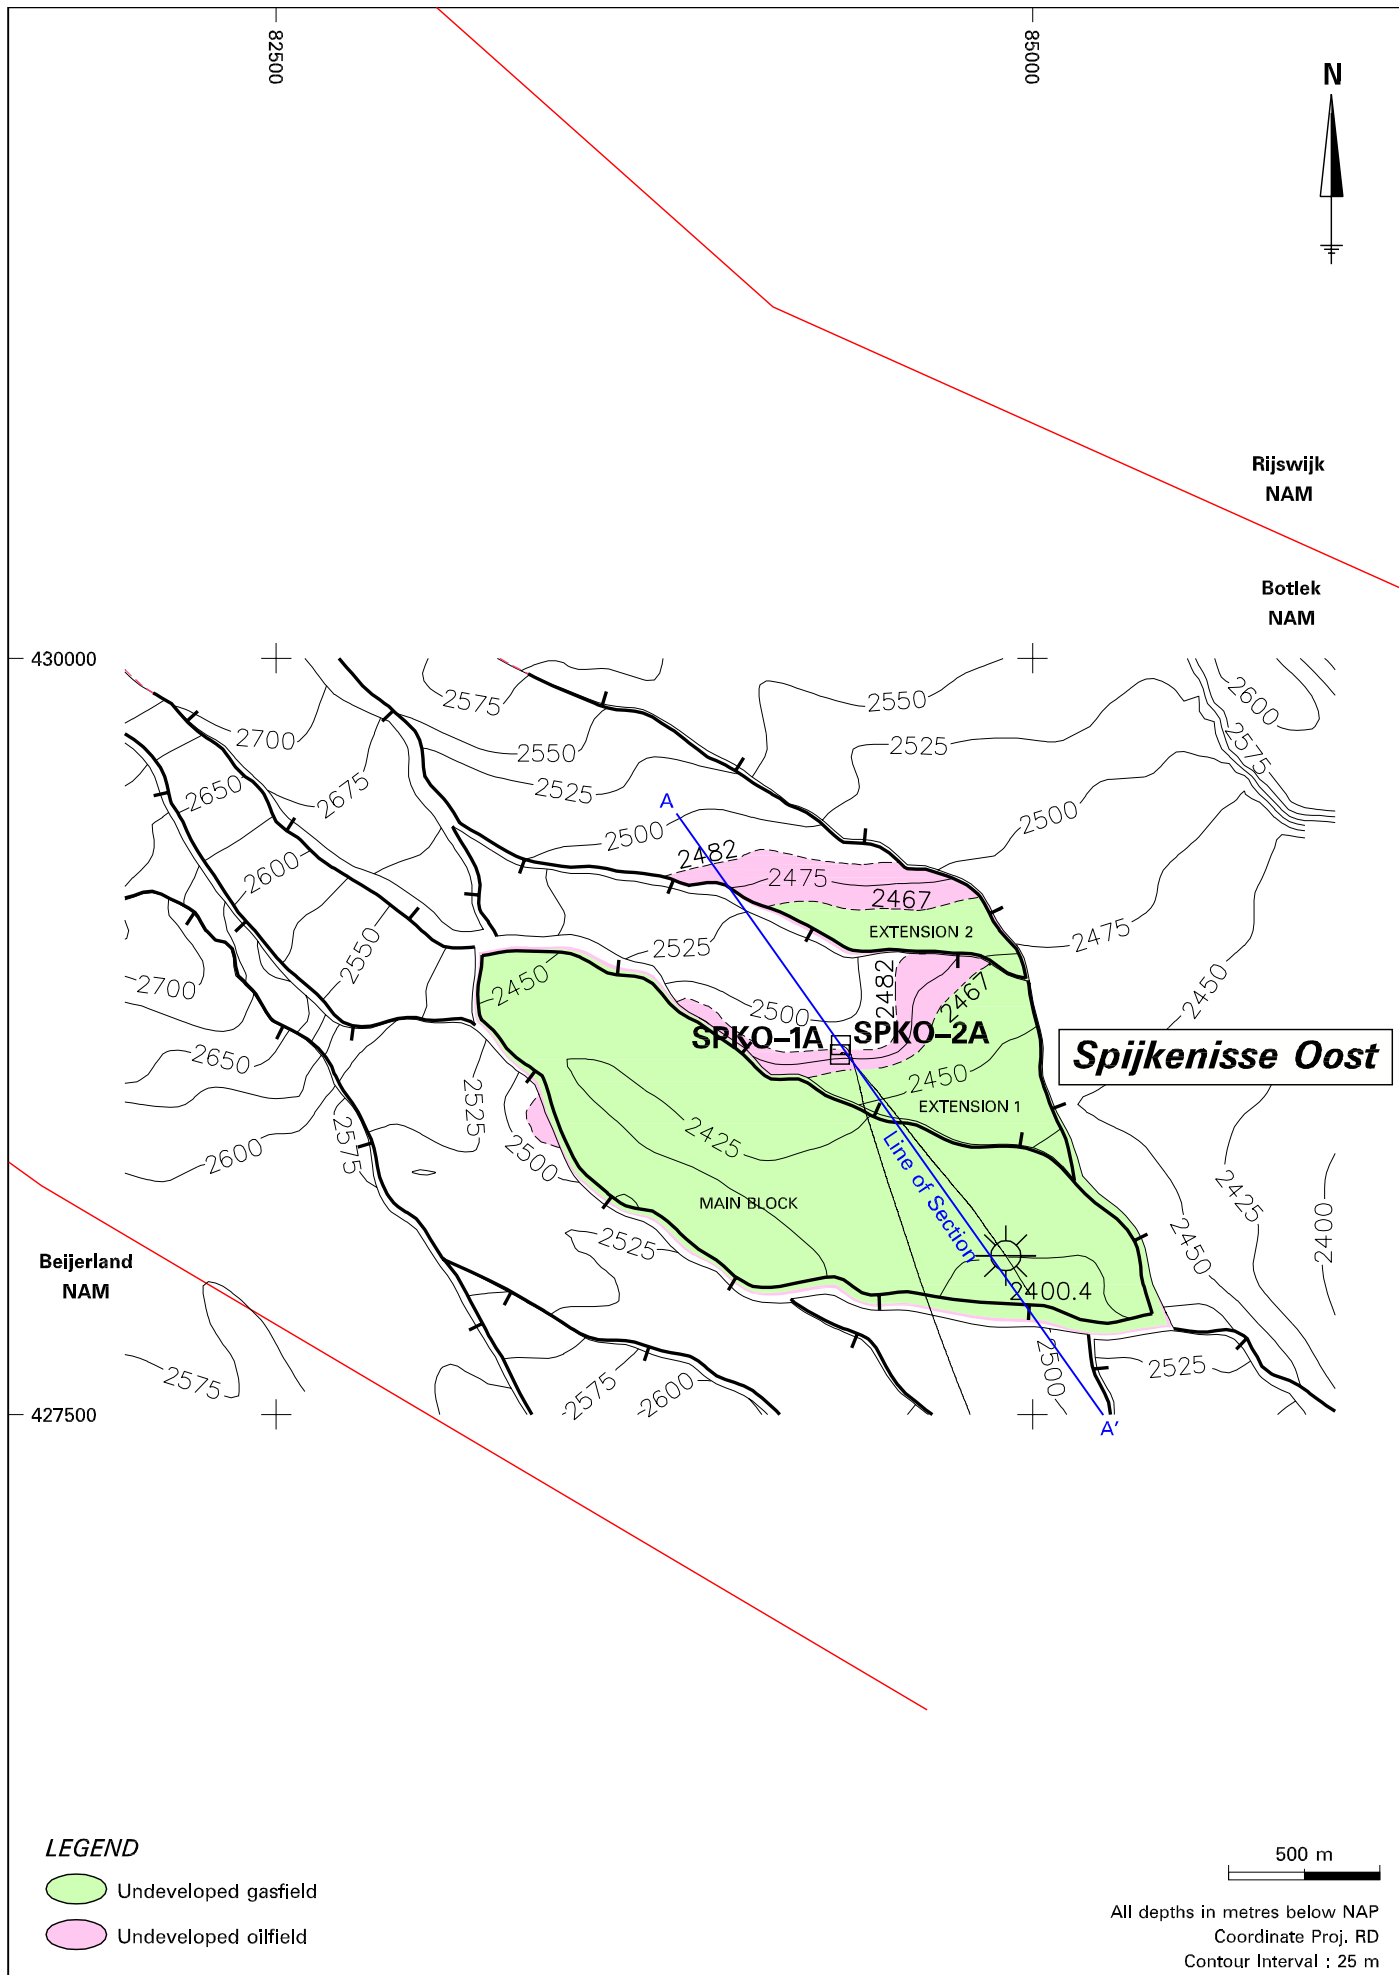 82500
85000
N
Rijswijk
NAM
Botlek
NAM
430000
2575
2550
2600
2700
2550
2525
2575
2650
2675
2525
2500
2500
A
2500
2482
2475
2600
2467
2475
EXTENSION 2
2550
2525
2450
2482
2467
2450
2700
2500
SPKO–1A
SPKO–2A
Spijkenisse Oost
2650
2450
2525
EXTENSION 1
2575
2425
2600
2500
Line of Section
MAIN BLOCK
2425
2450
2400
2525
Beijerland
NAM
2400.4
2500
2525
2575
2575
2600
427500
A'
LEGEND
Undeveloped gasfield
Undeveloped oilfield
500 m
All depths in metres below NAP
Coordinate Proj. RD
Contour Interval : 25 m